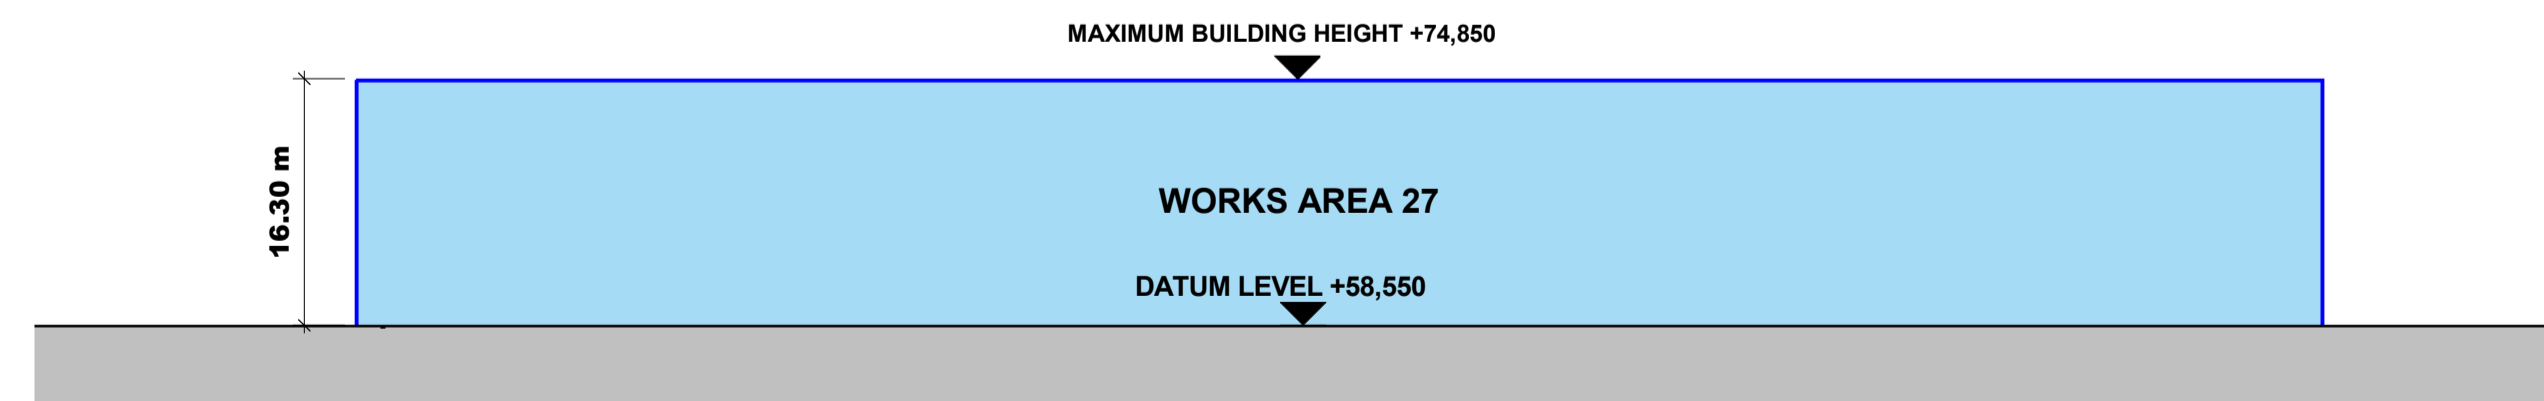 MAXIMUM BUILDING HEIGHT +74,850
16.30 m
WORKS AREA 27
DATUM LEVEL +58,550